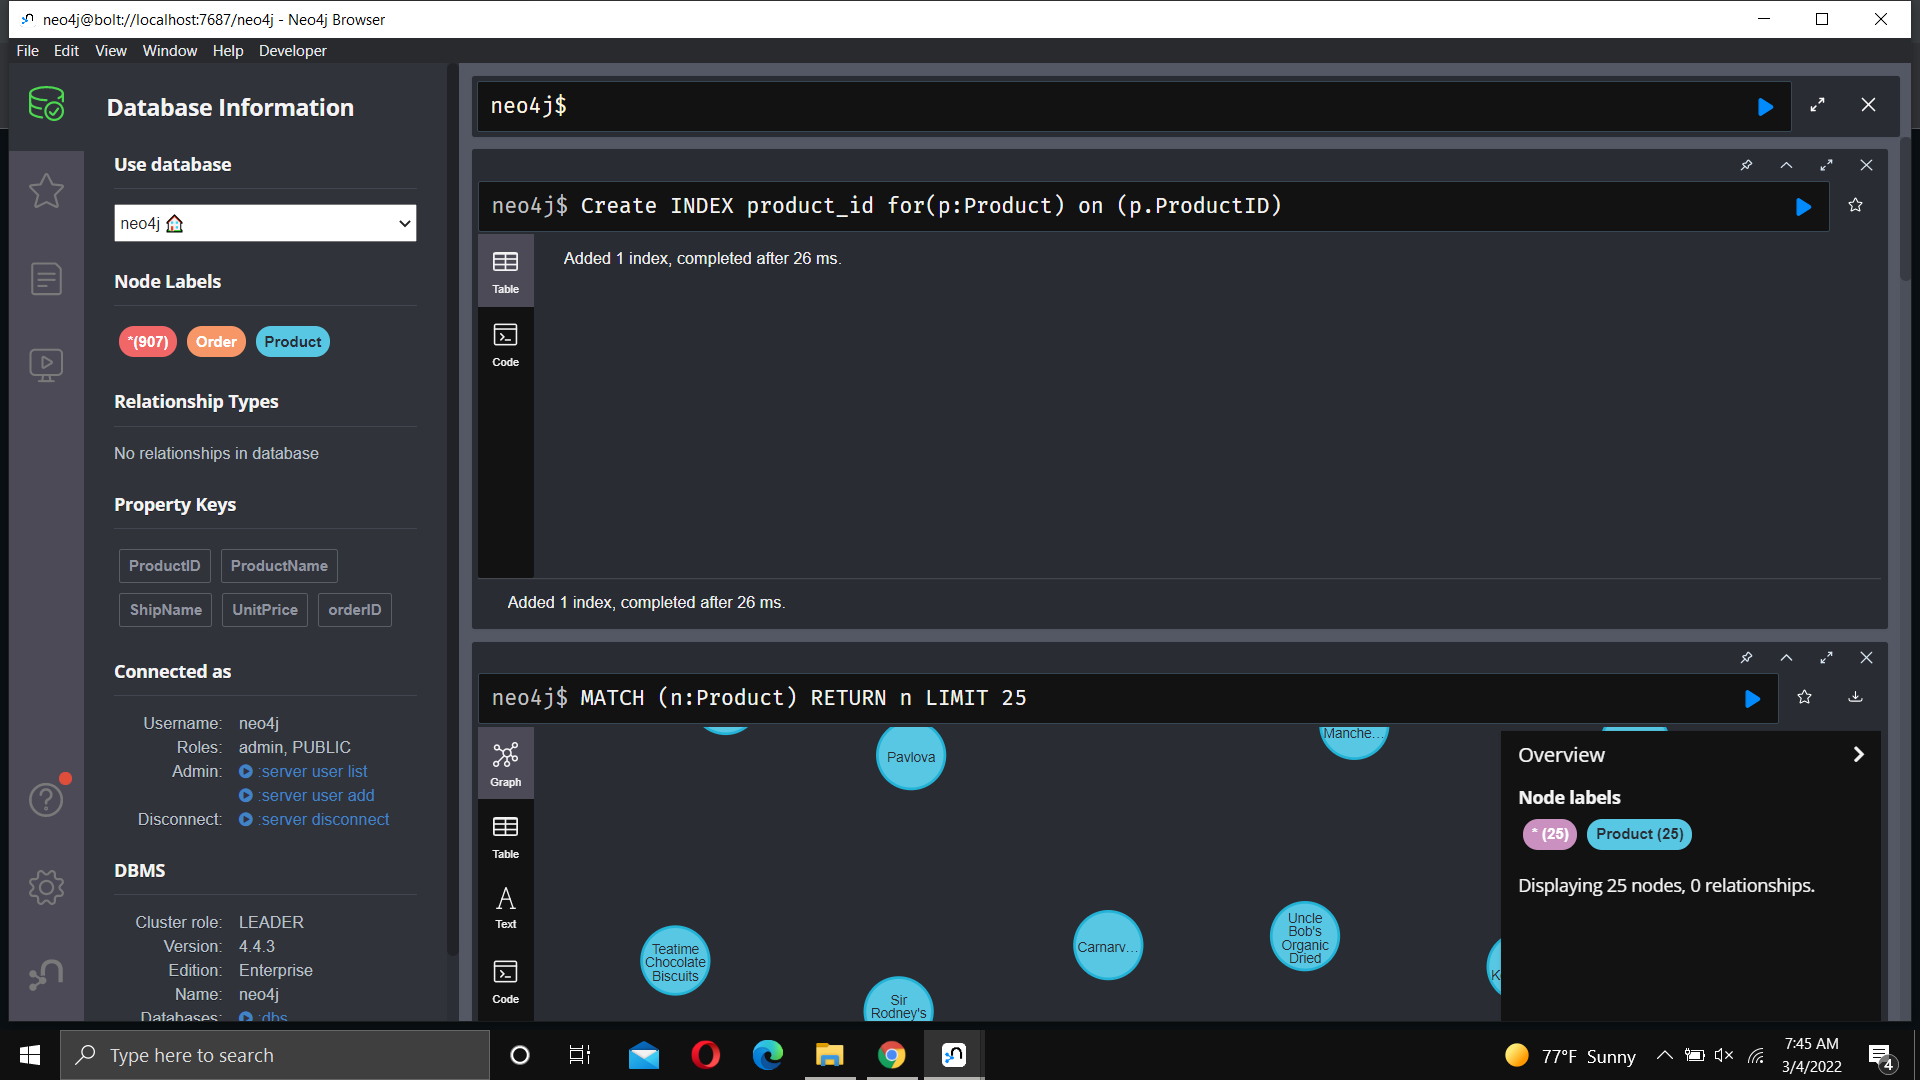 neo4j@bolt://localhost:7687/neo4j - Neo4j Browser
File Edit View Window Help Developer
Database Information
Use database
neo4j
Node Labels
*(907) Order Product
Relationship Types
No relationships in database
Property Keys
ProductID ProductName
ShipName UnitPrice orderID
Connected as
Username: neo4j
Roles: admin, PUBLIC
Admin: :server user list
:server user add
Disconnect: :server disconnect
DBMS
Cluster role: LEADER
Version: 4.4.3
Edition: Enterprise
Name: neo4j
Databases: :dbs
neo4j$
neo4j$ Create INDEX product_id for(p:Product) on (p.ProductID)
Table
Code
Added 1 index, completed after 26 ms.
Added 1 index, completed after 26 ms.
neo4j$ MATCH (n:Product) RETURN n LIMIT 25
Graph
Table
Text
Code
Pavlova
Manche...
Teatime
Chocolate
Biscuits
Sir
Rodney's
Carnarv...
Uncle
Bob's
Organic
Dried
Overview
Node labels
* (25) Product (25)
Displaying 25 nodes, 0 relationships.
Type here to search
77°F Sunny
7:45 AM
3/4/2022
4